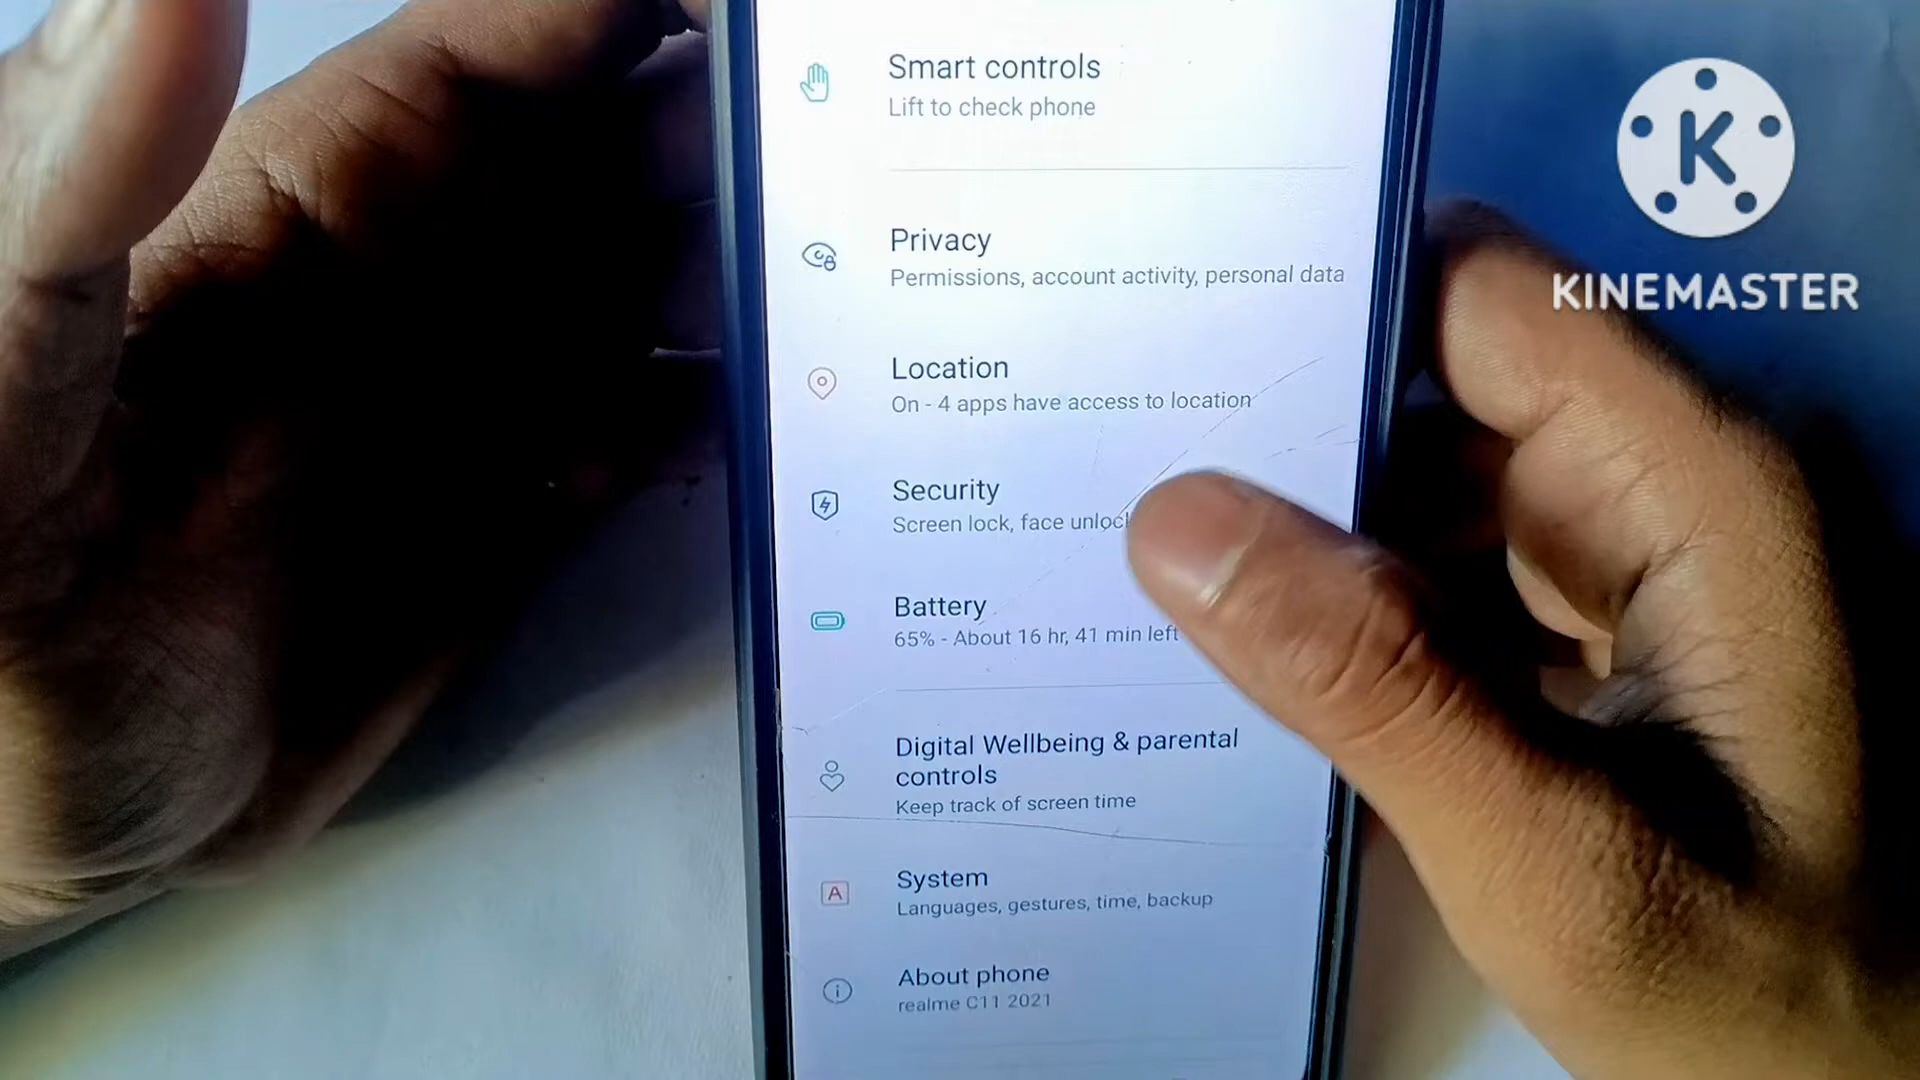 Smart controls
Lift to check phone
Privacy
Permissions, account activity, personal data
Location
On - 4 apps have access to location
Security
Screen lock, face unlock
Battery
65% - About 16 hr, 41 min left
Digital Wellbeing & parental
controls
Keep track of screen time
A
System
Languages, gestures, time, backup
About phone
realme C11 2021
K
KINEMASTER